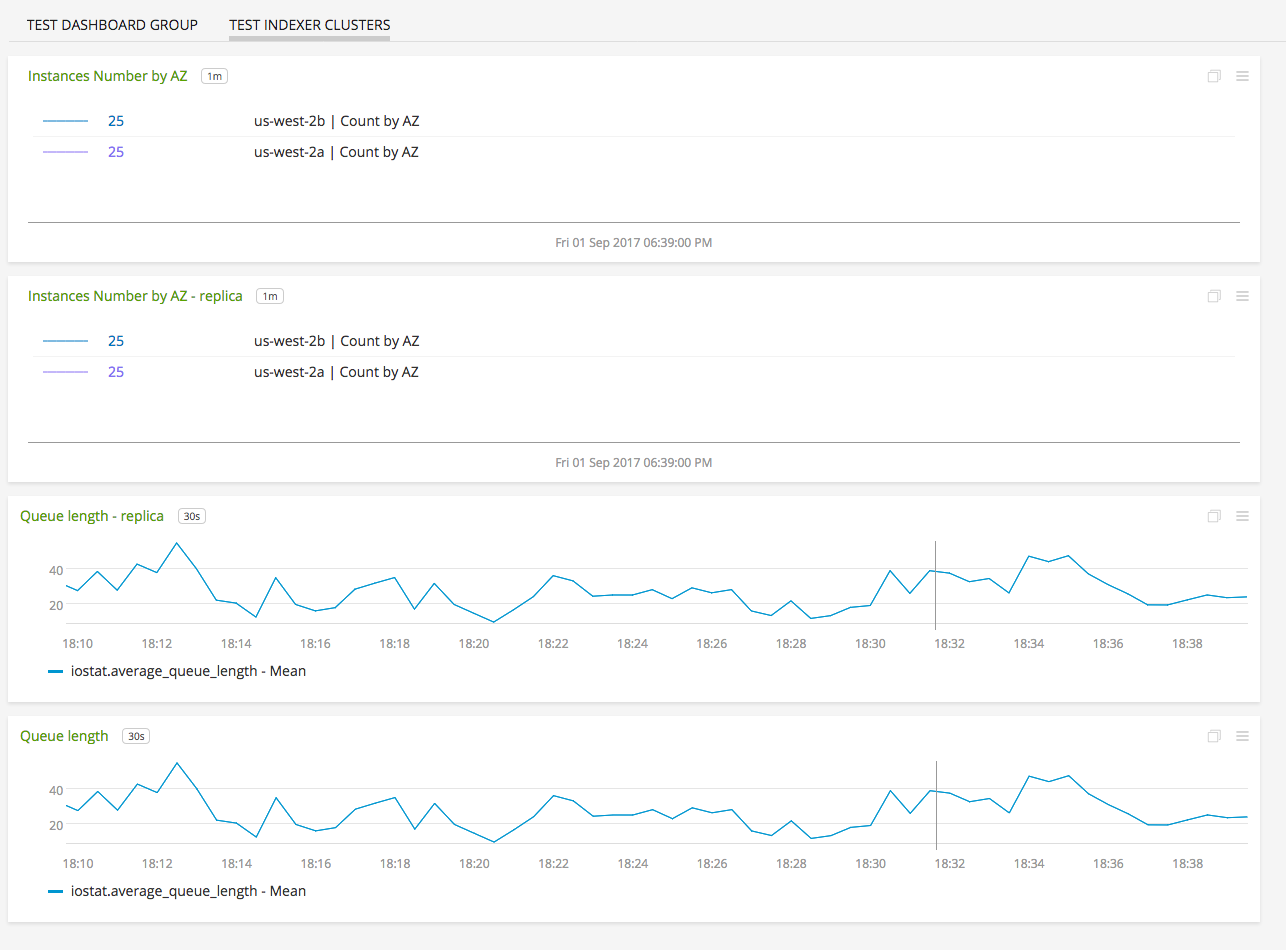 TEST DASHBOARD GROUP TEST INDEXER CLUSTERS
Instances Number by AZ 1m
25 us-west-2b | Count by AZ
25 us-west-2a | Count by AZ
Fri 01 Sep 2017 06:39:00 PM
Instances Number by AZ - replica 1m
25 us-west-2b | Count by AZ
25 us-west-2a | Count by AZ
Fri 01 Sep 2017 06:39:00 PM
Queue length - replica 30s
40
20
18:10 18:12 18:14 18:16 18:18 18:20 18:22 18:24 18:26 18:28 18:30 18:32 18:34 18:36 18:38
iostat.average_queue_length - Mean
Queue length 30s
40
20
18:10 18:12 18:14 18:16 18:18 18:20 18:22 18:24 18:26 18:28 18:30 18:32 18:34 18:36 18:38
iostat.average_queue_length - Mean